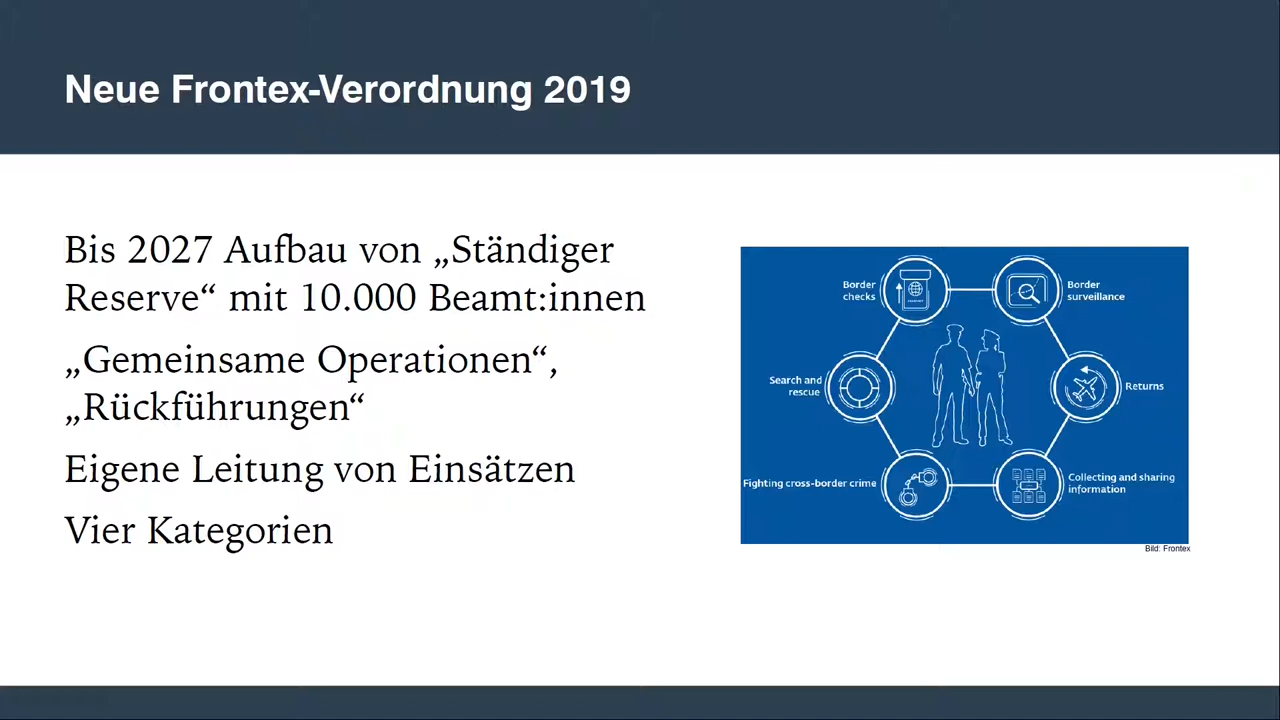 Neue Frontex-Verordnung 2019
Bis 2027 Aufbau von „Ständiger
Reserve“ mit 10.000 Beamt:innen
„Gemeinsame Operationen“,
„Rückführungen“
Eigene Leitung von Einsätzen
Vier Kategorien
Border
checks
Border
surveillance
Search and
rescue
Returns
Fighting cross-border crime
Collecting and sharing
information
Bild: Frontex